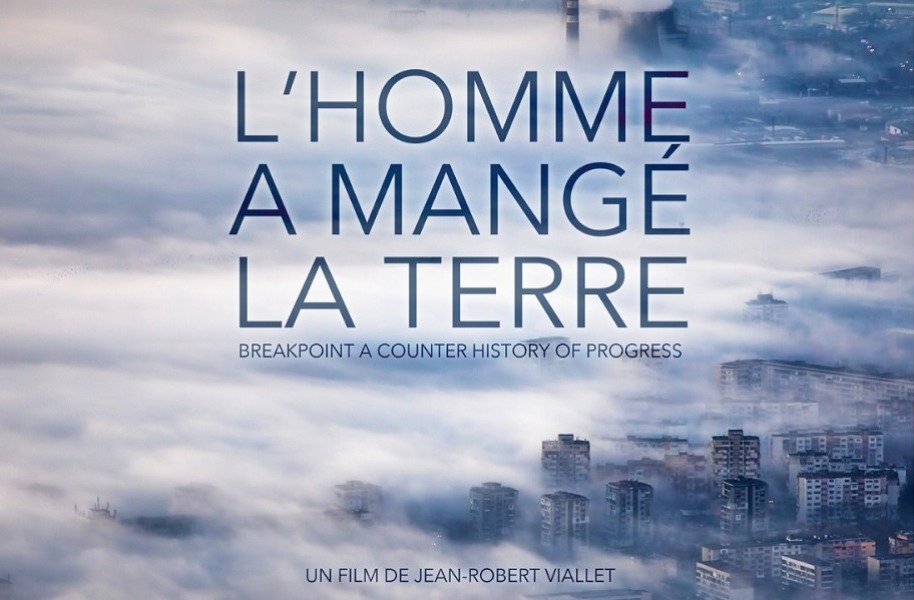 L'HOMME
A MANGÉ
LA TERRE
BREAKPOINT A COUNTER HISTORY OF PROGRESS
UN FILM DE JEAN-ROBERT VIALLET